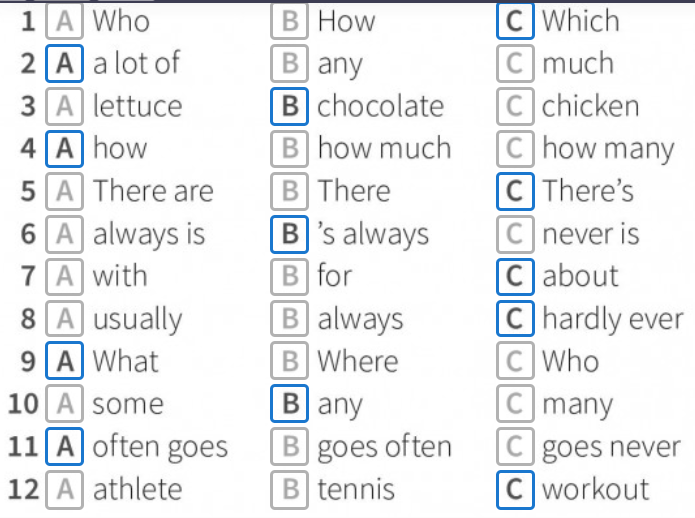 1 A Who B How C Which
2 A a lot of B any C much
3 A lettuce B chocolate C chicken
4 A how B how much C how many
5 A There are B There C There's
6 A always is B 's always C never is
7 A with B for C about
8 A usually B always C hardly ever
9 A What B Where C Who
10 A some B any C many
11 A often goes B goes often C goes never
12 A athlete B tennis C workout